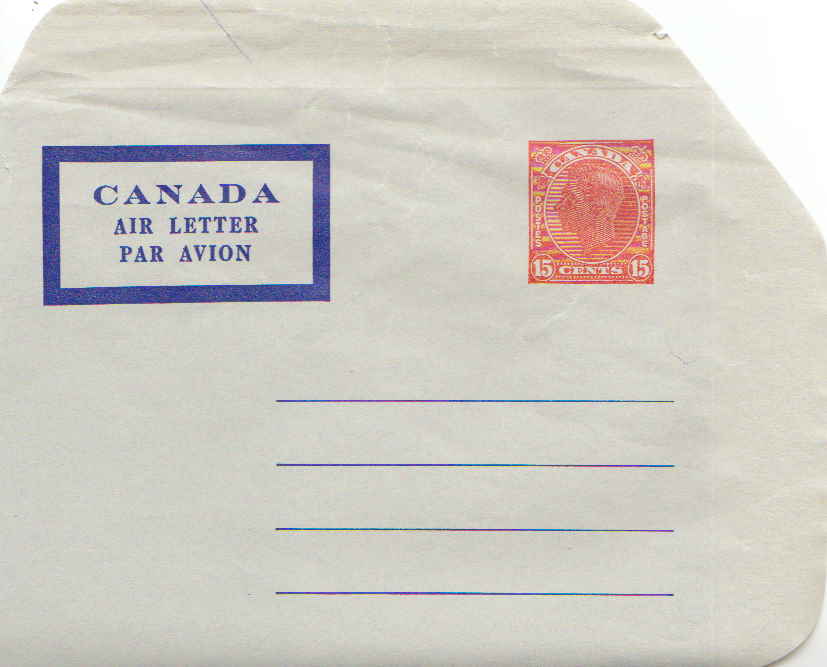 CANADA
AIR LETTER
PAR AVION
CANADA
POSTES
POSTAGE
15 CENTS 15